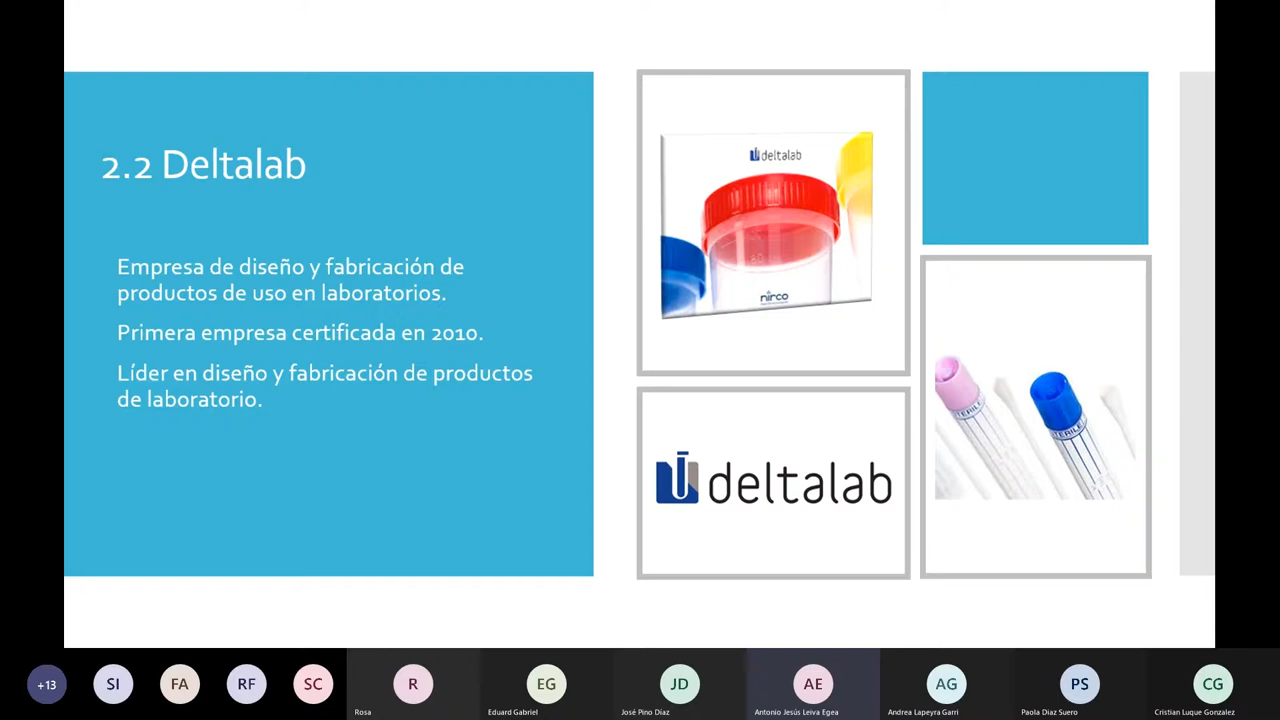 2.2 Deltalab
Empresa de diseño y fabricación de
productos de uso en laboratorios.
Primera empresa certificada en 2010.
Líder en diseño y fabricación de productos
de laboratorio.
deltalab
nirco
deltalab
STERILE
STERILE
+13
SI
FA
RF
SC
R
EG
JD
AE
AG
PS
CG
Rosa
Eduard Gabriel
José Pino Díaz
Antonio Jesús Leiva Egea
Andrea Lapeyra Garri
Paola Diaz Suero
Cristian Luque Gonzalez